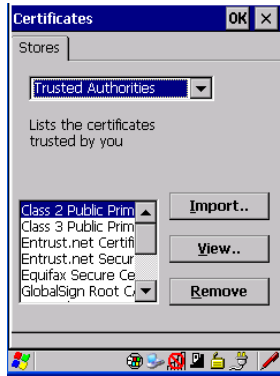 Certificates OK
Stores
Trusted Authorities
Lists the certificates
trusted by you
Class 2 Public Prim
Class 3 Public Prim
Entrust.net Certifi
Entrust.net Secur
Equifax Secure Ce
GlobalSign Root C
Import..
View..
Remove